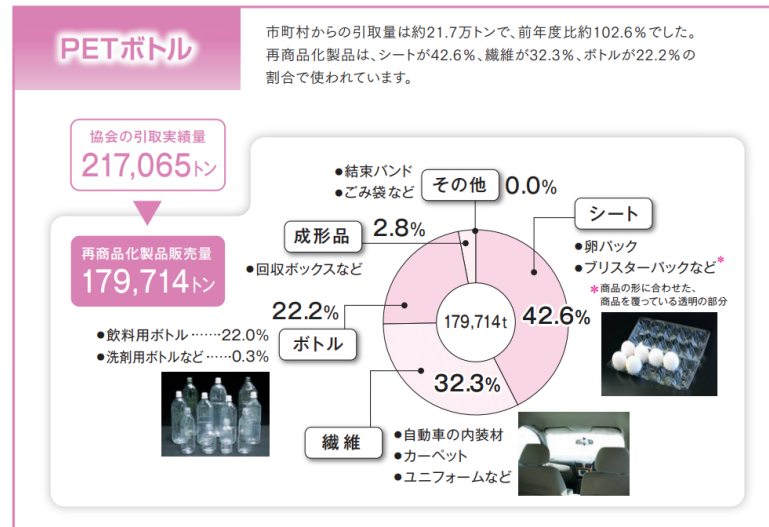 PETボトル
市町村からの引取量は約21.7万トンで、前年度比約102.6％でした。
再商品化製品は、シートが42.6％、繊維が32.3％、ボトルが22.2％の
割合で使われています。
協会の引取実績量
217,065トン
再商品化製品販売量
179,714トン
●結束バンド
●ごみ袋など
その他
0.0%
成形品
2.8%
●回収ボックスなど
シート
●卵パック
●ブリスターパックなど*
*商品の形に合わせた、
商品を覆っている透明の部分
42.6%
22.2%
ボトル
●飲料用ボトル……22.0%
●洗剤用ボトルなど……0.3%
179,714t
32.3%
繊維
●自動車の内装材
●カーペット
●ユニフォームなど